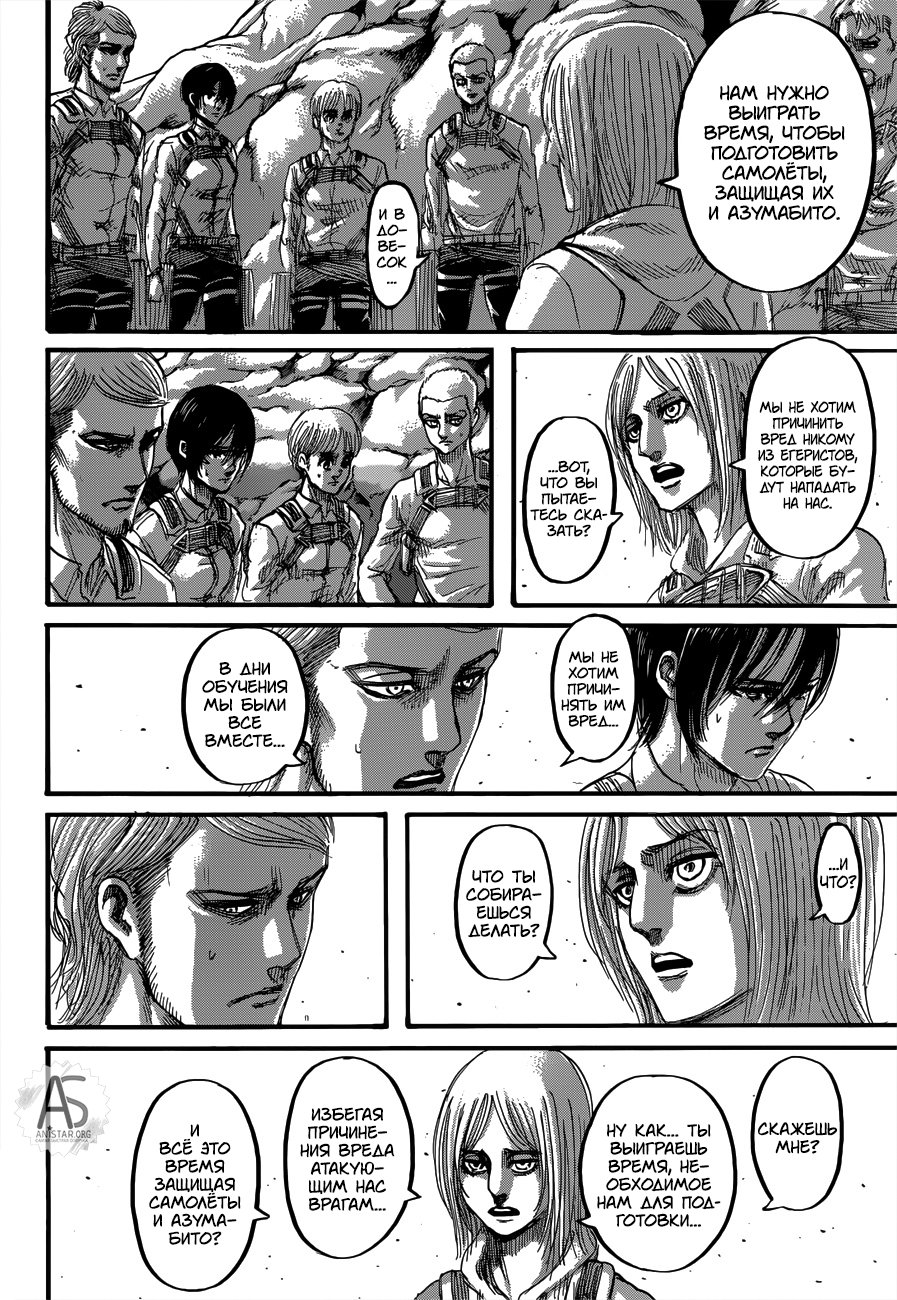 НАМ НУЖНО
ВЫИГРАТЬ
ВРЕМЯ, ЧТОБЫ
ПОДГОТОВИТЬ
САМОЛЁТЫ,
ЗАЩИЩАЯ ИХ
И АЗУМАБИТО.
И В
ДО-
ВЕ-
СОК
...
МЫ НЕ ХОТИМ
ПРИЧИНИТЬ
ВРЕД НИКОМУ
ИЗ ЕГЕРИСТОВ,
КОТОРЫЕ БУ-
ДУТ НАПАДАТЬ
НА НАС.
...ВОТ,
ЧТО ВЫ
ПЫТАЕ-
ТЕСЬ СКА-
ЗАТЬ?
МЫ НЕ
ХОТИМ
ПРИЧИ-
НЯТЬ ИМ
ВРЕД...
В ДНИ
ОБУЧЕНИЯ
МЫ БЫЛИ
ВСЕ
ВМЕСТЕ...
...И
ЧТО?
ЧТО ТЫ
СОБИРА-
ЕШЬСЯ
ДЕЛАТЬ?
СКАЖЕШЬ
МНЕ?
НУ КАК... ТЫ
ВЫИГРАЕШЬ
ВРЕМЯ, НЕ-
ОБХОДИМОЕ
НАМ ДЛЯ ПОД-
ГОТОВКИ...
ИЗБЕГАЯ
ПРИЧИНЕ-
НИЯ ВРЕДА
АТАКУЮ-
ЩИМ НАС
ВРАГАМ...
И
ВСЁ ЭТО
ВРЕМЯ
ЗАЩИЩАЯ
САМОЛЁТЫ
И АЗУМА-
БИТО?
AS
ANISTAR.ORG